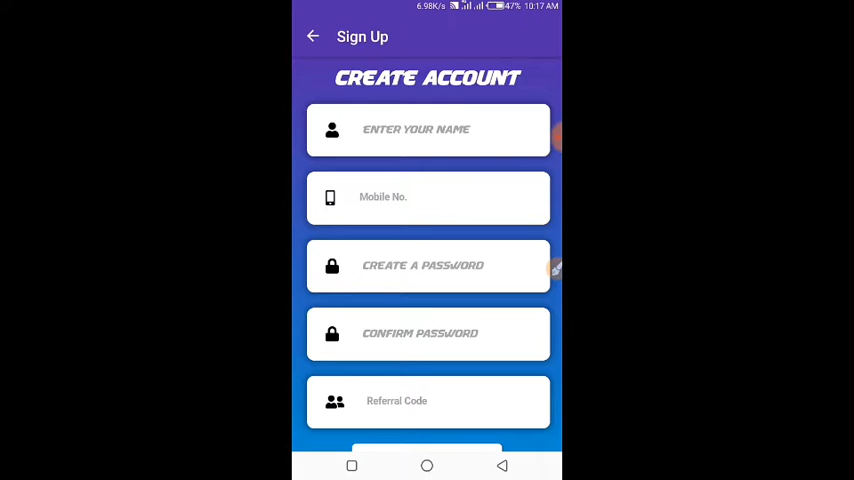 6.98K/s 47% 10:17 AM
Sign Up
CREATE ACCOUNT
ENTER YOUR NAME
Mobile No.
CREATE A PASSWORD
CONFIRM PASSWORD
Referral Code